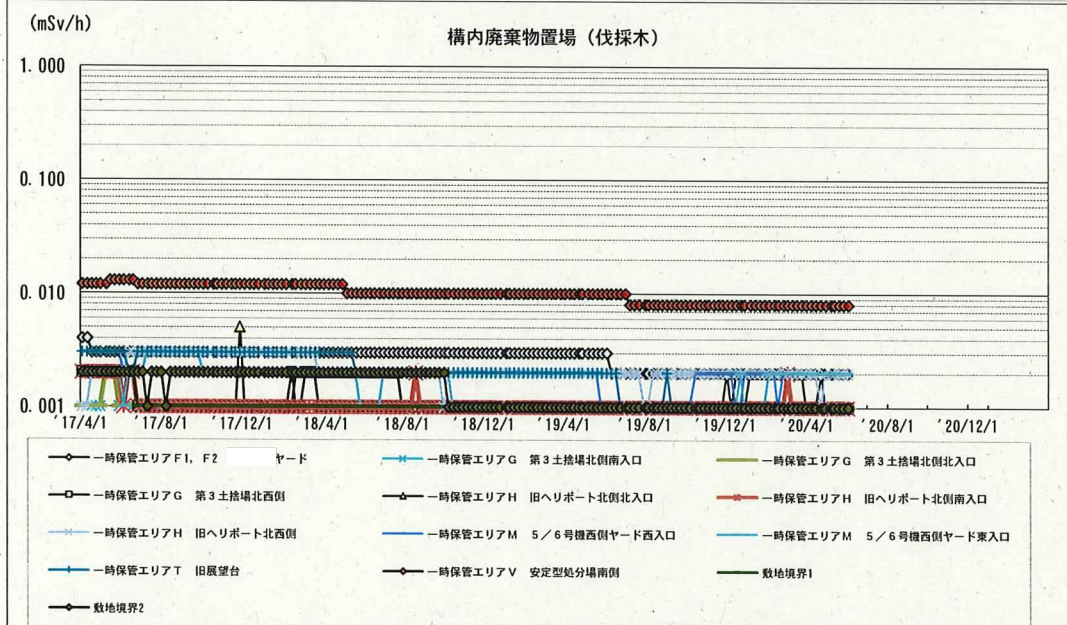 (mSv/h)
構内廃棄物置場（伐採木）
1.000
0.100
0.010
0.001
'17/4/1 '17/8/1 '17/12/1 '18/4/1 '18/8/1 '18/12/1 '19/4/1 '19/8/1 '19/12/1 '20/4/1 '20/8/1 '20/12/1
一時保管エリアＦ１，Ｆ２ ヤード 一時保管エリアＧ 第３土捨場北側南入口 一時保管エリアＧ 第３土捨場北側北入口
一時保管エリアＧ 第３土捨場北西側 一時保管エリアＨ 旧ヘリポート北側北入口 一時保管エリアＨ 旧ヘリポート北側南入口
一時保管エリアＨ 旧ヘリポート北西側 一時保管エリアＭ ５／６号機西側ヤード西入口 一時保管エリアＭ ５／６号機西側ヤード東入口
一時保管エリアＴ 旧展望台 一時保管エリアＶ 安定型処分場南側 敷地境界1
敷地境界2